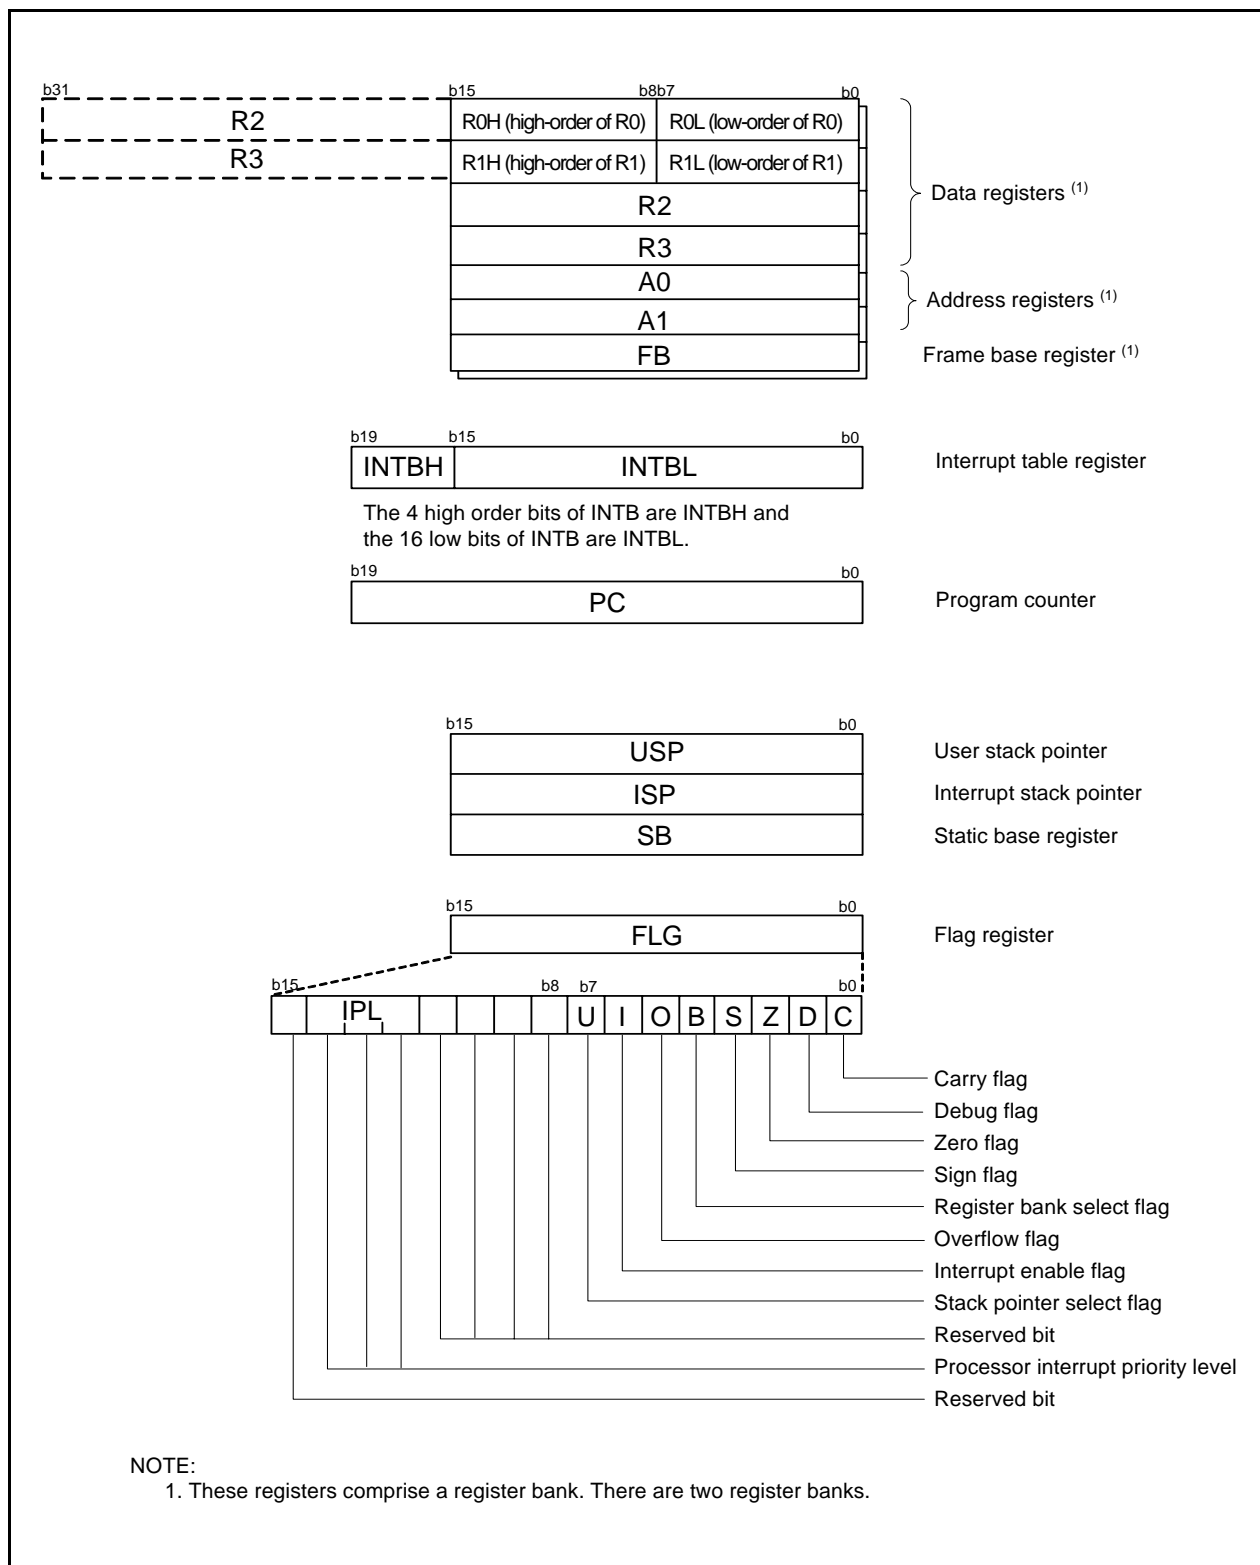 b31 b15 b8b7 b0
R2 R0H (high-order of R0) R0L (low-order of R0)
R3 R1H (high-order of R1) R1L (low-order of R1)
R2
Data registers (1)
R3
A0
Address registers (1)
A1
FB
Frame base register (1)
b19 b15 b0
INTBH INTBL Interrupt table register
The 4 high order bits of INTB are INTBH and
the 16 low bits of INTB are INTBL.
b19 b0
PC Program counter
b15 b0
USP User stack pointer
ISP Interrupt stack pointer
SB Static base register
b15 b0
FLG Flag register
b15 b8 b7 b0
IPL U I O B S Z D C
Carry flag
Debug flag
Zero flag
Sign flag
Register bank select flag
Overflow flag
Interrupt enable flag
Stack pointer select flag
Reserved bit
Processor interrupt priority level
Reserved bit
NOTE:
1. These registers comprise a register bank. There are two register banks.